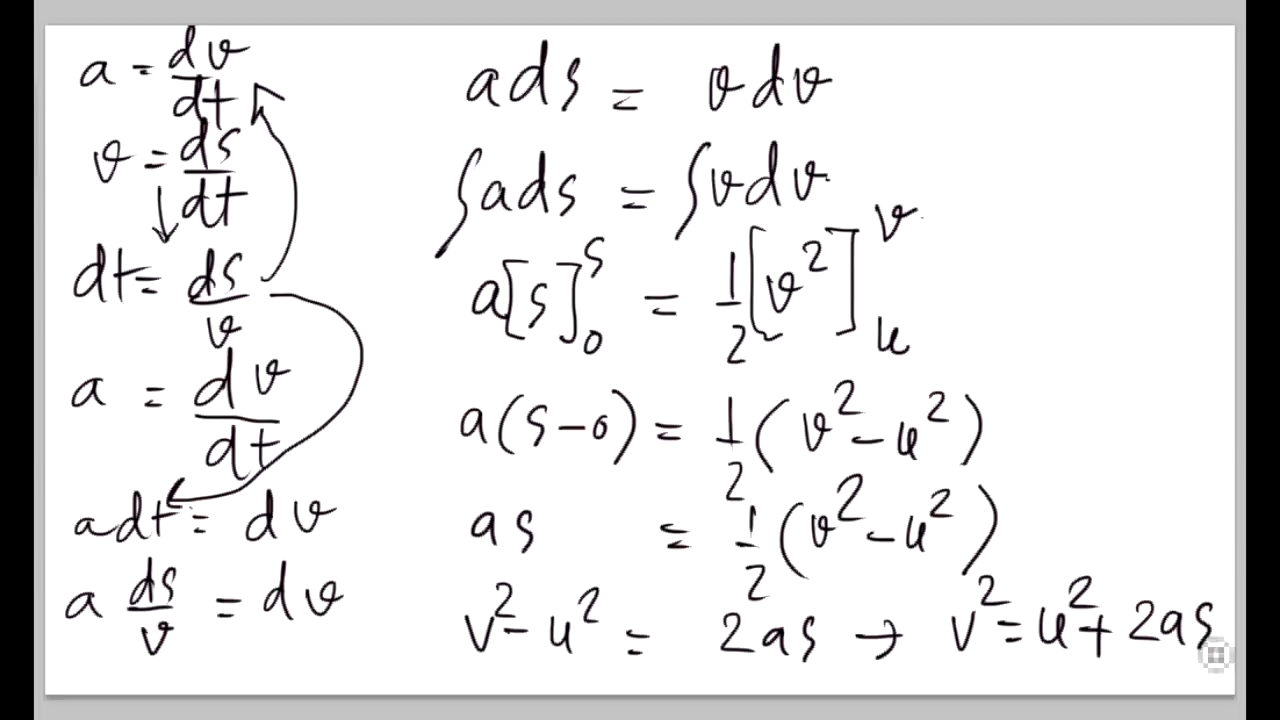 a = dv/dt
v = ds/dt
dt = ds/v
a = dv/dt
adt = dv
a ds/v = dv
ads = vdv
∫ads = ∫vdv
a[s]₀ˢ = 1/2[v²]ᵤᵛ
a(s-0) = 1/2(v²-u²)
as = 1/2(v²-u²)
v²-u² = 2as → v²=u²+2as